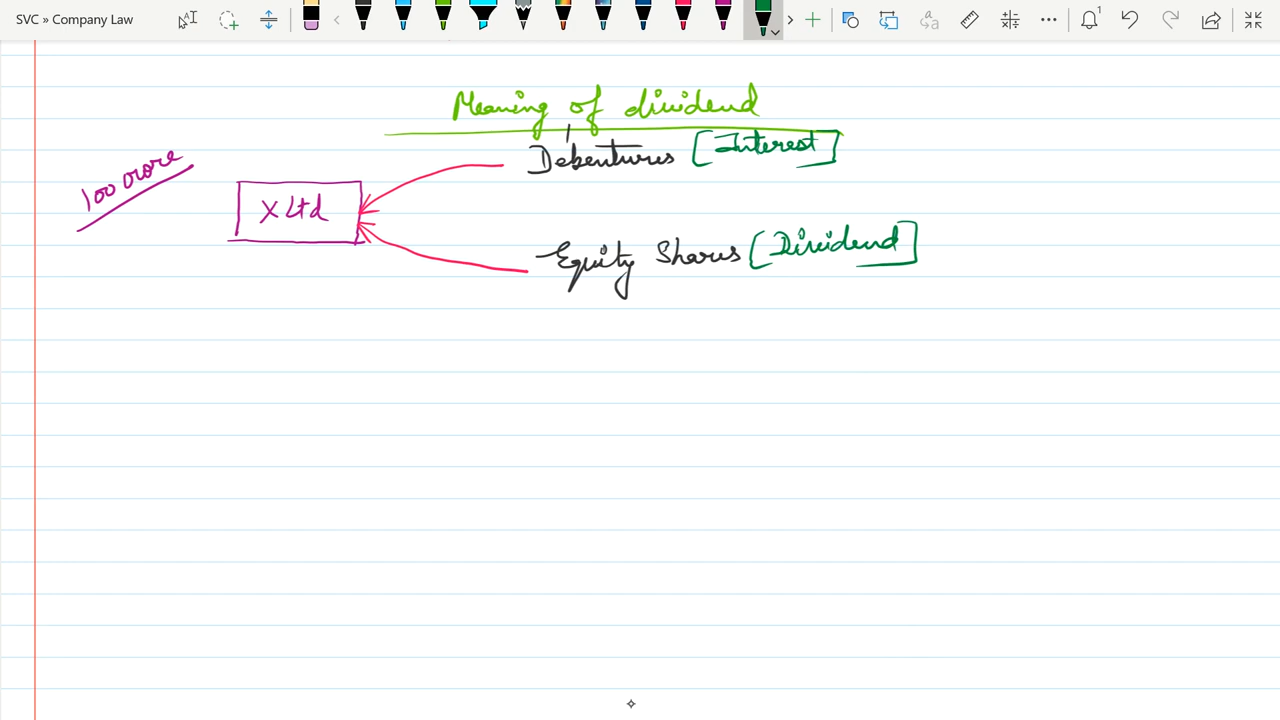 SVC » Company Law
Meaning of dividend
Debentures [Interest]
100 crore
X Ltd
Equity Shares [Dividend]